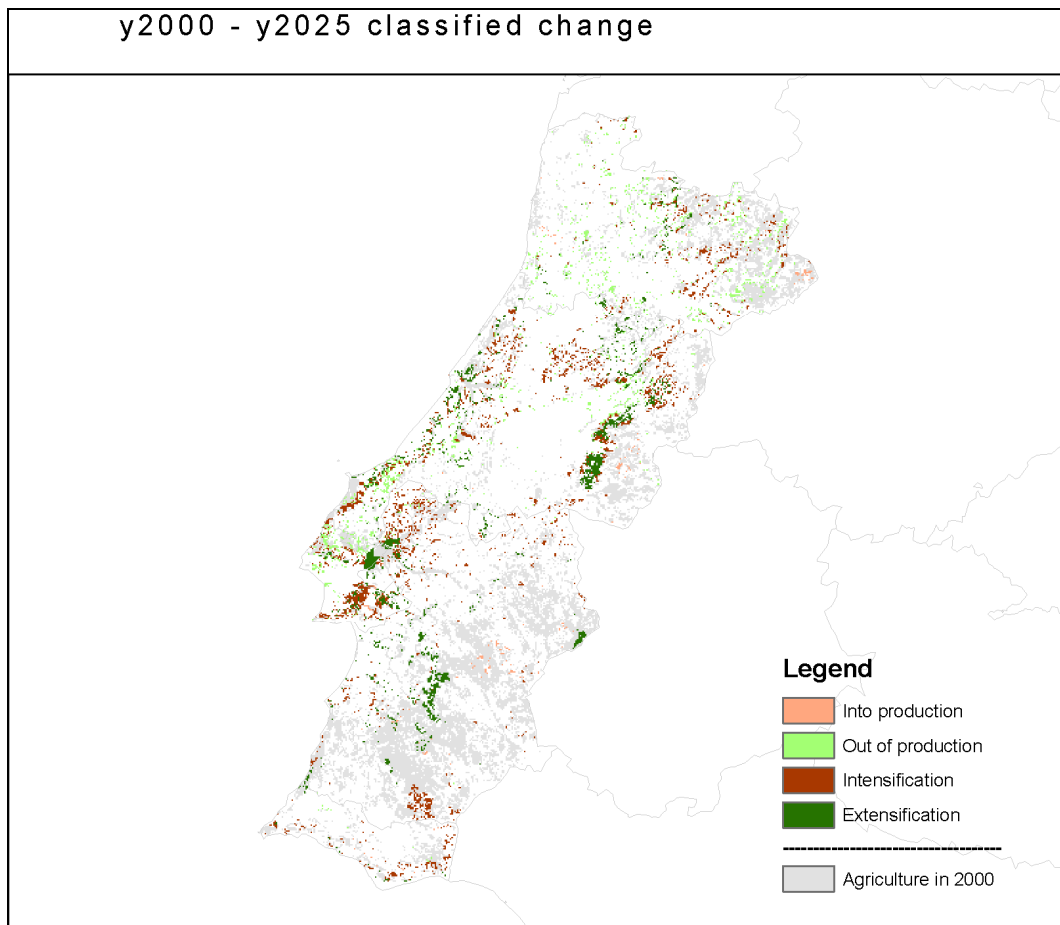 y2000 - y2025 classified change
Legend
Into production
Out of production
Intensification
Extensification
Agriculture in 2000